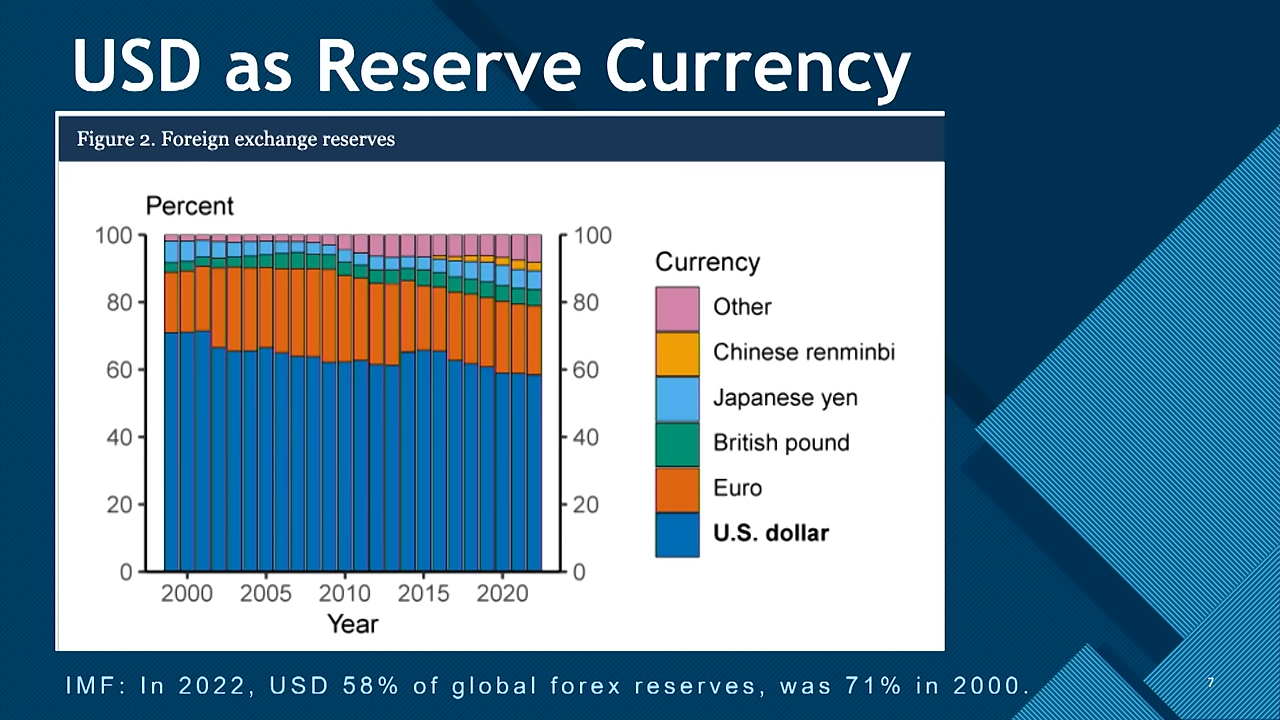 USD as Reserve Currency
Figure 2. Foreign exchange reserves
Percent
100
80
60
40
20
0
100
80
60
40
20
0
2000 2005 2010 2015 2020
Year
Currency
Other
Chinese renminbi
Japanese yen
British pound
Euro
U.S. dollar
IMF: In 2022, USD 58% of global forex reserves, was 71% in 2000.
7